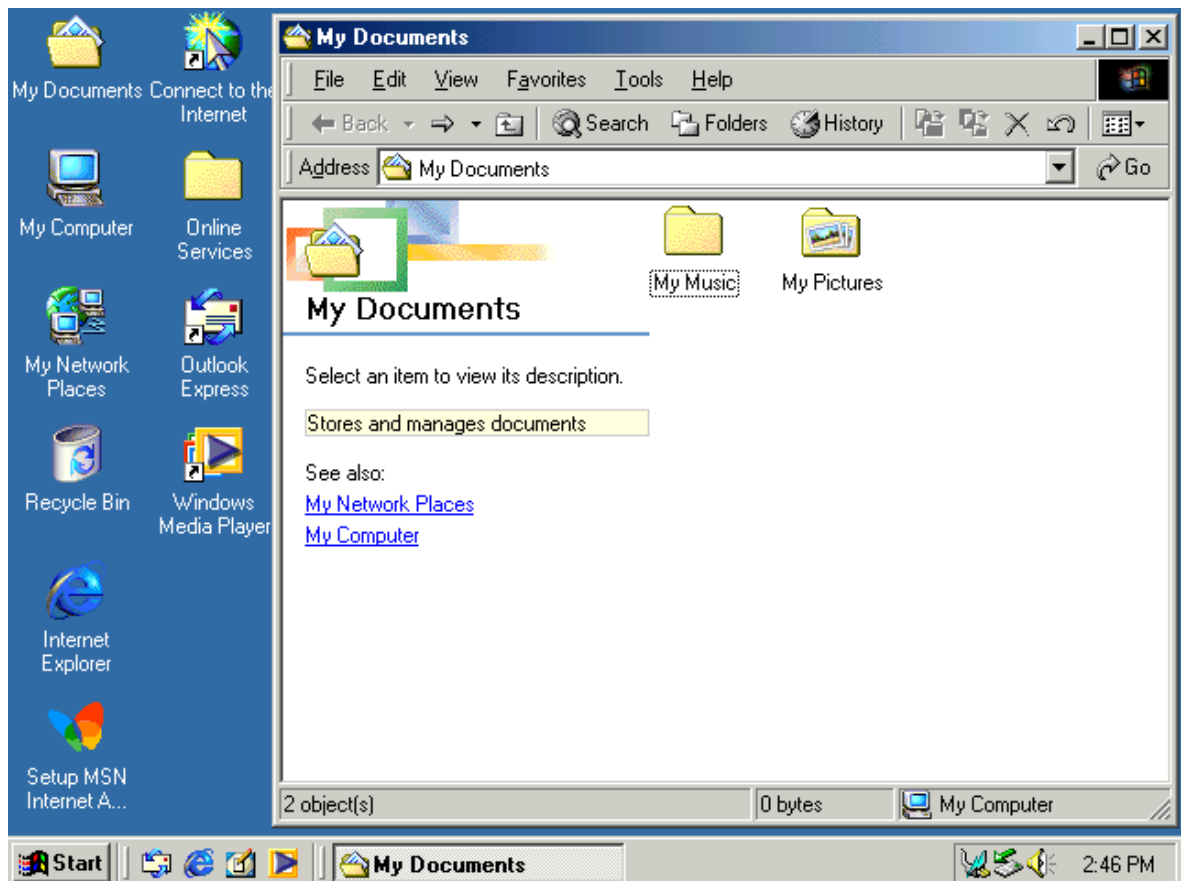 My Documents
Connect to the
Internet
My Computer
Online
Services
My Network
Places
Outlook
Express
Recycle Bin
Windows
Media Player
Internet
Explorer
Setup MSN
Internet A...
My Documents
File Edit View Favorites Tools Help
Back Search Folders History
Address My Documents Go
My Documents
My Music My Pictures
Select an item to view its description.
Stores and manages documents
See also:
My Network Places
My Computer
2 object(s) 0 bytes My Computer
Start My Documents 2:46 PM